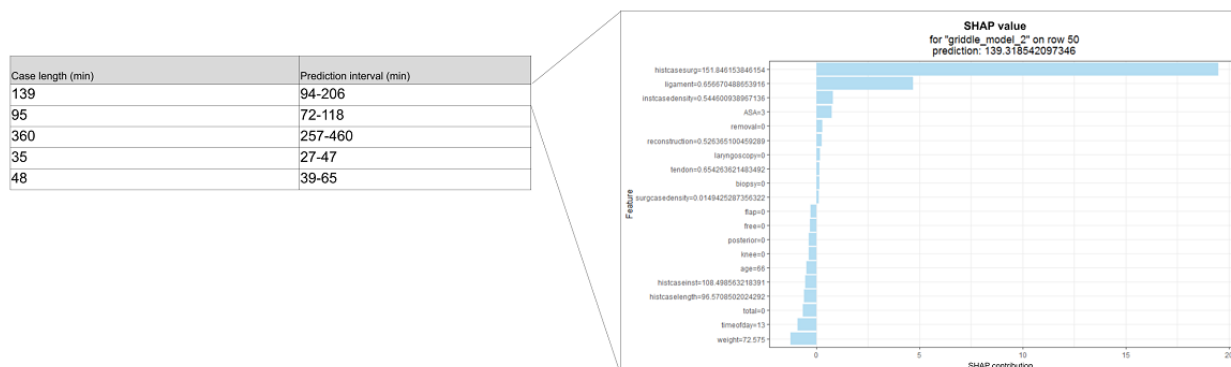 Case length (min) Prediction interval (min)
139 94-206
95 72-118
360 257-460
35 27-47
48 39-65
SHAP value
for "griddle_model_2" on row 50
prediction: 139.318542097346
Feature
histcasesurg=151.846153846154
ligament=0.656670488653916
instcasedensity=0.544600938967136
ASA=3
removal=0
reconstruction=0.526365100459289
laryngoscopy=0
tendon=0.654263621483492
biopsy=0
surgcasedensity=0.0149425287356322
flap=0
free=0
posterior=0
knee=0
age=66
histcaseinst=108.498563218391
histcaselength=96.5708502024292
total=0
timeofday=13
weight=72.575
0 5 10 15 20
SHAP contribution